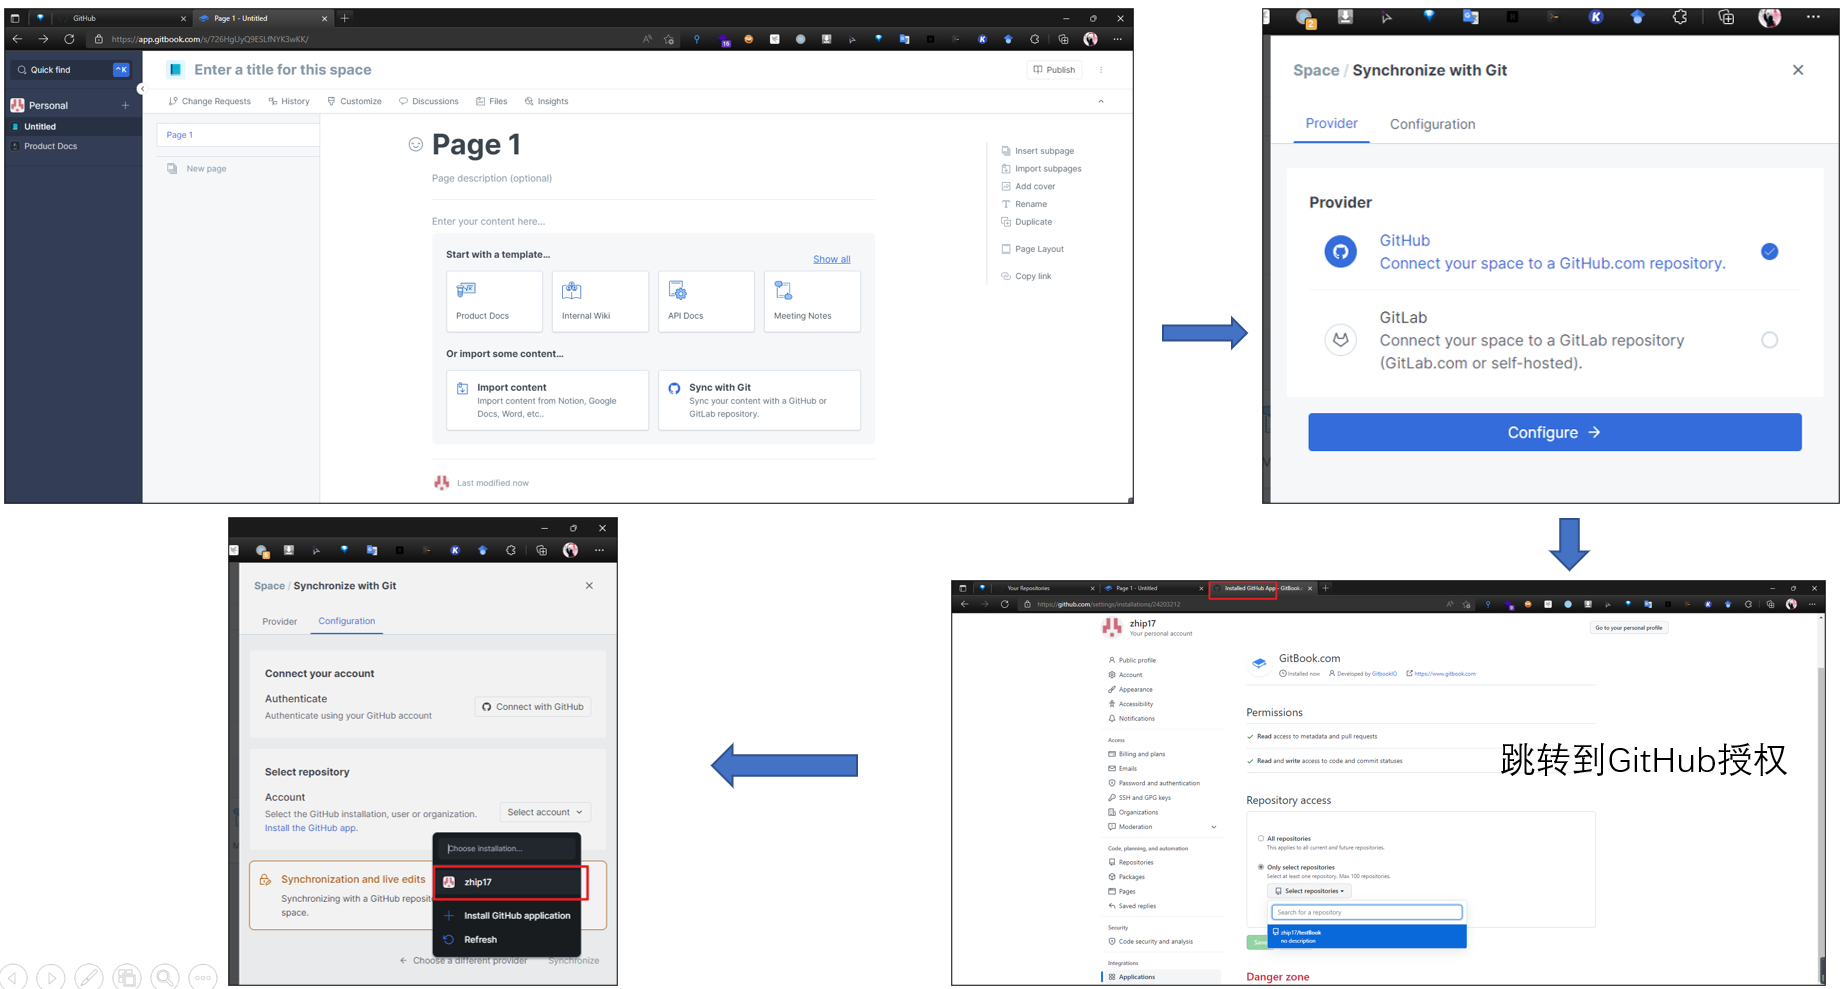 GitHub
Page 1 - Untitled
https://app.gitbook.com/s/726HgUyQ9ESLfNYK3wKK/
16
Quick find
^K
Personal
Untitled
Product Docs
Enter a title for this space
Publish
Change Requests
History
Customize
Discussions
Files
Insights
Page 1
New page
Page 1
Page description (optional)
Enter your content here...
Start with a template...
Show all
Product Docs
Internal Wiki
API Docs
Meeting Notes
Or import some content...
Import content
Import content from Notion, Google
Docs, Word, etc..
Sync with Git
Sync your content with a GitHub or
GitLab repository.
Last modified now
Insert subpage
Import subpages
Add cover
Rename
Duplicate
Page Layout
Copy link
2
Space / Synchronize with Git
Provider
Configuration
Provider
GitHub
Connect your space to a GitHub.com repository.
GitLab
Connect your space to a GitLab repository
(GitLab.com or self-hosted).
Configure
Space / Synchronize with Git
Provider
Configuration
Connect your account
Authenticate
Authenticate using your GitHub account
Connect with GitHub
Select repository
Account
Select the GitHub installation, user or organization.
Install the GitHub app.
Select account
Choose installation...
zhip17
Install GitHub application
Refresh
Synchronization and live edits
Synchronizing with a GitHub reposito
space.
Choose a different provider
Synchronize
Your Repositories
Page 1 - Untitled
Installed GitHub App - GitBook.c
https://github.com/settings/installations/24203212
zhip17
Your personal account
Go to your personal profile
Public profile
Account
Appearance
Accessibility
Notifications
Access
Billing and plans
Emails
Password and authentication
SSH and GPG keys
Organizations
Moderation
Code, planning, and automation
Repositories
Packages
Pages
Saved replies
Security
Code security and analysis
Integrations
Applications
GitBook.com
Installed now
Developed by GitbookIO
https://www.gitbook.com
Permissions
Read access to metadata and pull requests
Read and write access to code and commit statuses
跳转到GitHub授权
Repository access
All repositories
This applies to all current and future repositories.
Only select repositories
Select at least one repository. Max 100 repositories.
Select repositories
Search for a repository
zhip17/testBook
no description
Save
Danger zone